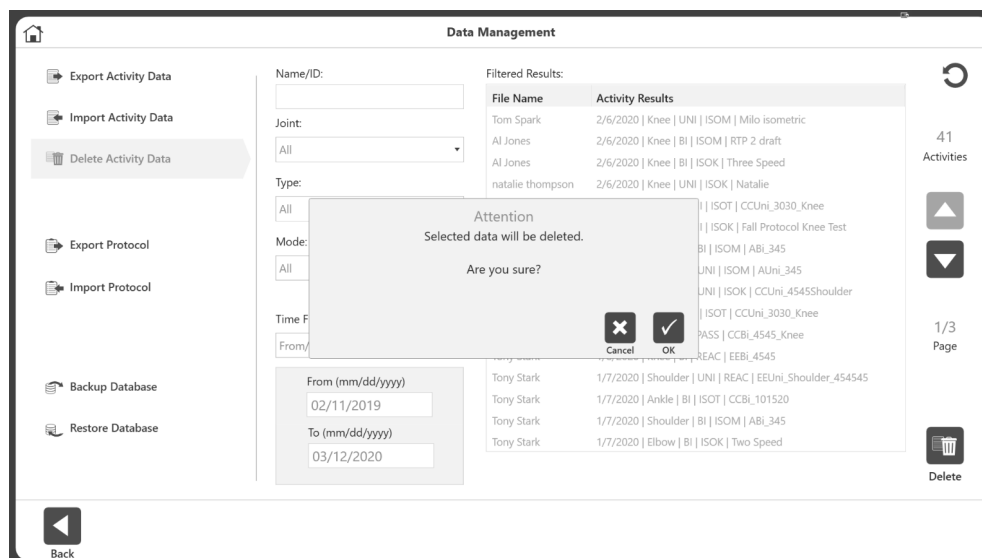 Data Management
Export Activity Data
Import Activity Data
Delete Activity Data
Export Protocol
Import Protocol
Backup Database
Restore Database
Name/ID:
Joint:
All
Type:
All
Mode:
All
Time F
From/
From (mm/dd/yyyy)
02/11/2019
To (mm/dd/yyyy)
03/12/2020
Filtered Results:
File Name Activity Results
Tom Spark 2/6/2020 | Knee | UNI | ISOM | Milo isometric
Al Jones 2/6/2020 | Knee | BI | ISOM | RTP 2 draft
Al Jones 2/6/2020 | Knee | BI | ISOK | Three Speed
natalie thompson 2/6/2020 | Knee | UNI | ISOK | Natalie
I | ISOT | CCUni_3030_Knee
I | ISOK | Fall Protocol Knee Test
BI | ISOM | ABi_345
UNI | ISOM | AUni_345
UNI | ISOK | CCUni_4545Shoulder
| ISOT | CCUni_3030_Knee
PASS | CCBi_4545_Knee
Tony Stark 1/8/2020 | Knee | BI | REAC | EEBi_4545
Tony Stark 1/7/2020 | Shoulder | UNI | REAC | EEUni_Shoulder_454545
Tony Stark 1/7/2020 | Ankle | BI | ISOT | CCBi_101520
Tony Stark 1/7/2020 | Shoulder | BI | ISOM | ABi_345
Tony Stark 1/7/2020 | Elbow | BI | ISOK | Two Speed
Attention
Selected data will be deleted.
Are you sure?
Cancel
OK
41
Activities
1/3
Page
Delete
Back